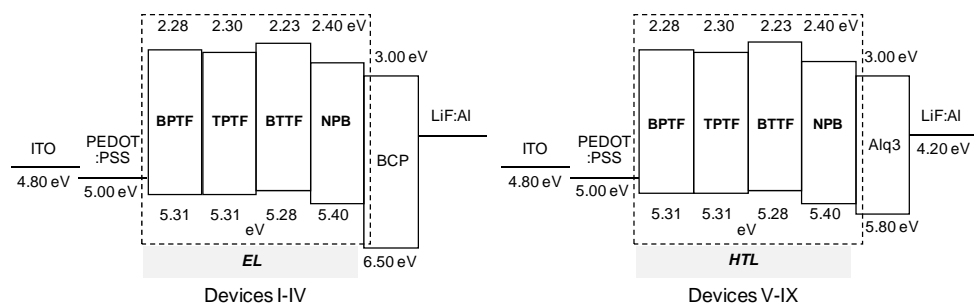 2.28 2.30 2.23 2.40 eV
3.00 eV
BPTF TPTF BTTF NPB
LiF:Al
PEDOT
:PSS
ITO
BCP
4.80 eV
5.00 eV
5.31 5.31 5.28 5.40
eV
6.50 eV
EL
Devices I-IV
2.28 2.30 2.23 2.40 eV
3.00 eV
BPTF TPTF BTTF NPB
LiF:Al
PEDOT
:PSS
ITO
Alq3
4.20 eV
4.80 eV
5.00 eV
5.31 5.31 5.28 5.40
eV
5.80 eV
HTL
Devices V-IX